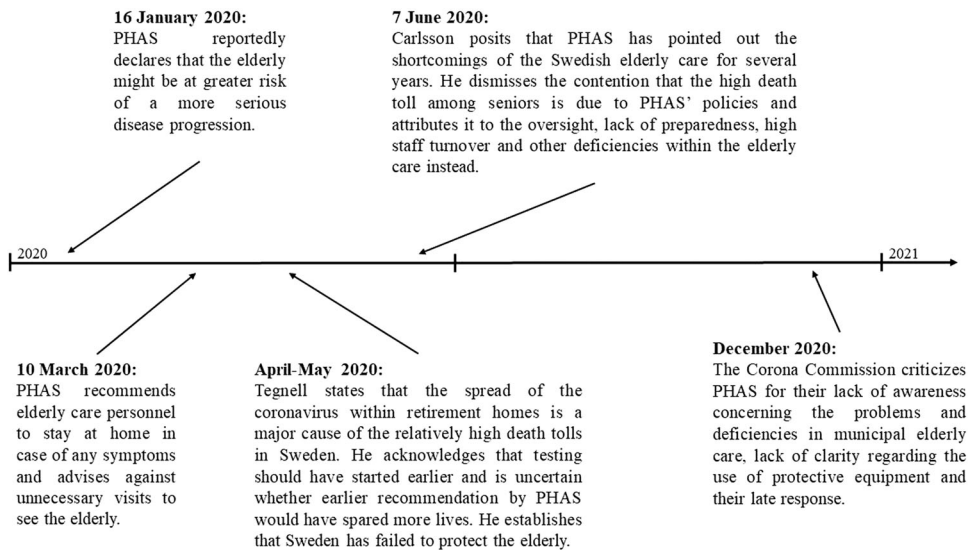 16 January 2020:
PHAS reportedly
declares that the elderly
might be at greater risk
of a more serious
disease progression.
7 June 2020:
Carlsson posits that PHAS has pointed out the
shortcomings of the Swedish elderly care for several
years. He dismisses the contention that the high death
toll among seniors is due to PHAS’ policies and
attributes it to the oversight, lack of preparedness, high
staff turnover and other deficiencies within the elderly
care instead.
2020
2021
10 March 2020:
PHAS recommends
elderly care personnel
to stay at home in
case of any symptoms
and advises against
unnecessary visits to
see the elderly.
April-May 2020:
Tegnell states that the spread of the
coronavirus within retirement homes is a
major cause of the relatively high death tolls
in Sweden. He acknowledges that testing
should have started earlier and is uncertain
whether earlier recommendation by PHAS
would have spared more lives. He establishes
that Sweden has failed to protect the elderly.
December 2020:
The Corona Commission criticizes
PHAS for their lack of awareness
concerning the problems and
deficiencies in municipal elderly
care, lack of clarity regarding the
use of protective equipment and
their late response.